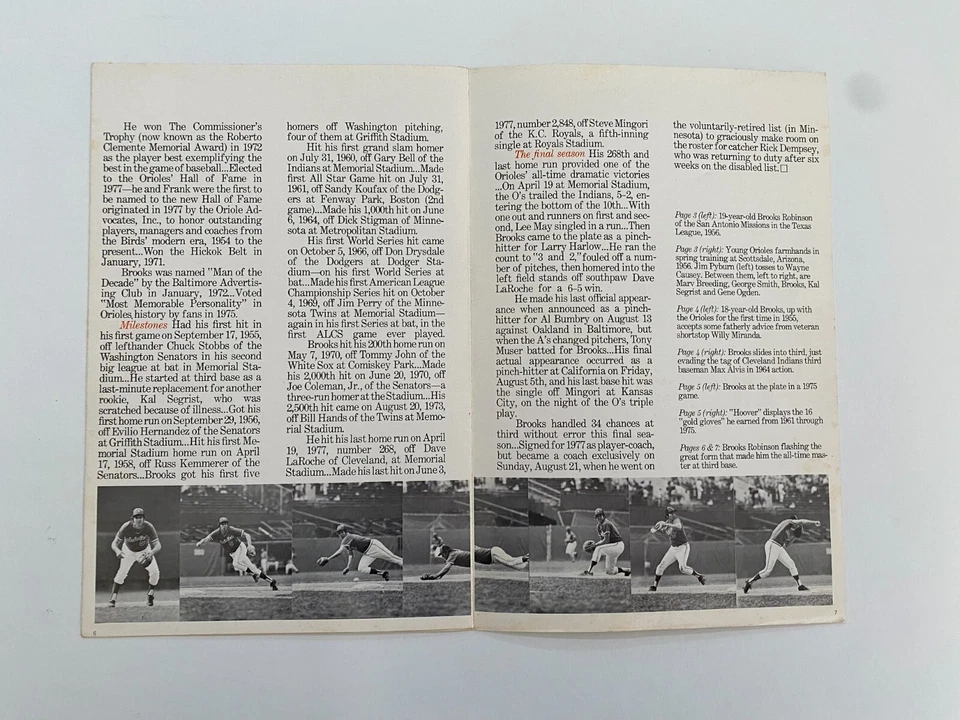 He won The Commissioner's
Trophy (now known as the Roberto
Clemente Memorial Award) in 1972
as the player best exemplifying the
best in the game of baseball...Elected
to the Orioles' Hall of Fame in
1977—he and Frank were the first to
be named to the new Hall of Fame
originated in 1977 by the Oriole Ad-
vocates, Inc., to honor outstanding
players, managers and coaches from
the Birds' modern era, 1954 to the
present...Won the Hickok Belt in
January, 1971.
Brooks was named "Man of the
Decade" by the Baltimore Advertis-
ing Club in January, 1972...Voted
"Most Memorable Personality" in
Orioles history by fans in 1975.
Milestones Had his first hit in
his first game on September 17, 1955,
off lefthander Chuck Stobbs of the
Washington Senators in his second
big league at bat in Memorial Sta-
dium...He started at third base as a
last-minute replacement for another
rookie, Kal Segrist, who was
scratched because of illness...Got his
first home run on September 29, 1956,
off Evilio Hernandez of the Senators
at Griffith Stadium...Hit his first Me-
morial Stadium home run on April
17, 1958, off Russ Kemmerer of the
Senators...Brooks got his first five
homers off Washington pitching,
four of them at Griffith Stadium.
Hit his first grand slam homer
on July 31, 1960, off Gary Bell of the
Indians at Memorial Stadium...Made
first All Star Game hit on July 31,
1961, off Sandy Koufax of the Dodg-
ers at Fenway Park, Boston (2nd
game)...Made his 1,000th hit on June
6, 1964, off Dick Stigman of Minne-
sota at Metropolitan Stadium.
His first World Series hit came
on October 5, 1966, off Don Drysdale
of the Dodgers at Dodger Sta-
dium—on his first World Series at
bat...Made his first American League
Championship Series hit on October
4, 1969, off Jim Perry of the Minne-
sota Twins at Memorial Stadium—
again in his first Series at bat, in the
first ALCS game ever played.
Brooks hit his 200th home run on
May 7, 1970, off Tommy John of the
White Sox at Comiskey Park...Made
his 2,000th hit on June 20, 1970, off
Joe Coleman, Jr., of the Senators—a
three-run homer at the Stadium...His
2,500th hit came on August 20, 1973,
off Bill Hands of the Twins at Memo-
rial Stadium.
He hit his last home run on April
19, 1977, number 268, off Dave
LaRoche of Cleveland, at Memorial
Stadium...Made his last hit on June 3,
6
1977, number 2,848, off Steve Mingori
of the K.C. Royals, a fifth-inning
single at Royals Stadium.
The final season His 268th and
last home run provided one of the
Orioles' all-time dramatic victories
...On April 19 at Memorial Stadium,
the O's trailed the Indians, 5-2, en-
tering the bottom of the 10th...With
one out and runners on first and sec-
ond, Lee May singled in a run...Then
Brooks came to the plate as a pinch-
hitter for Larry Harlow...He ran the
count to "3 and 2," fouled off a num-
ber of pitches, then homered into the
left field stands off southpaw Dave
LaRoche for a 6-5 win.
He made his last official appear-
ance when announced as a pinch-
hitter for Al Bumbry on August 13
against Oakland in Baltimore, but
when the A's changed pitchers, Tony
Muser batted for Brooks...His final
actual appearance occurred as a
pinch-hitter at California on Friday,
August 5th, and his last base hit was
the single off Mingori at Kansas
City, on the night of the O's triple
play.
Brooks handled 34 chances at
third without error this final sea-
son...Signed for 1977 as player-coach,
but became a coach exclusively on
Sunday, August 21, when he went on
the voluntarily-retired list (in Min-
nesota) to graciously make room on
the roster for catcher Rick Dempsey,
who was returning to duty after six
weeks on the disabled list.□
Page 3 (left): 19-year-old Brooks Robinson
of the San Antonio Missions in the Texas
League, 1956.
Page 3 (right): Young Orioles farmhands in
spring training at Scottsdale, Arizona,
1956. Jim Pyburn (left) tosses to Wayne
Causey. Between them, left to right, are
Marv Breeding, George Smith, Brooks, Kal
Segrist and Gene Ogden.
Page 4 (left): 18-year-old Brooks, up with
the Orioles for the first time in 1955,
accepts some fatherly advice from veteran
shortstop Willy Miranda.
Page 4 (right): Brooks slides into third, just
evading the tag of Cleveland Indians third
baseman Max Alvis in 1964 action.
Page 5 (left): Brooks at the plate in a 1975
game.
Page 5 (right): "Hoover" displays the 16
"gold gloves" he earned from 1961 through
1975.
Pages 6 & 7: Brooks Robinson flashing the
great form that made him the all-time mas-
ter at third base.
7